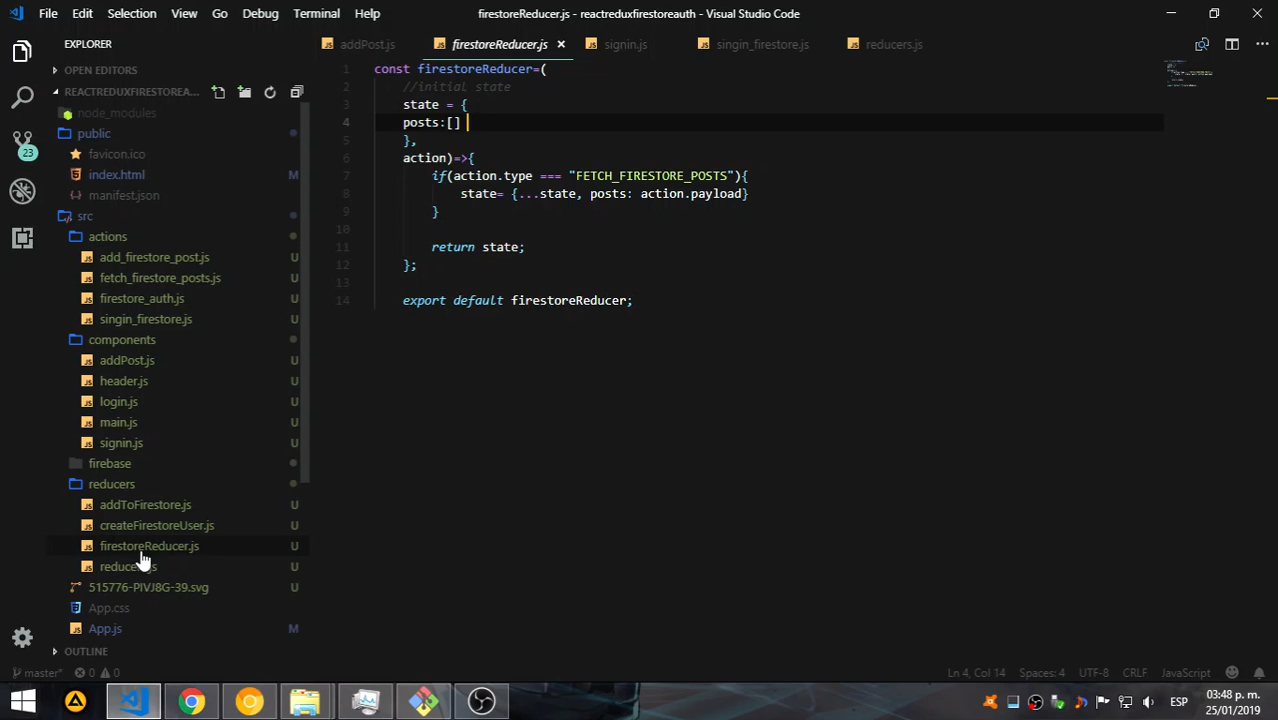 File Edit Selection View Go Debug Terminal Help firestoreReducer.js - reactreduxfirestoreauth - Visual Studio Code
EXPLORER
OPEN EDITORS
REACTREDUXFIRESTOREA...
node_modules
public
favicon.ico
index.html M
manifest.json
src
actions
add_firestore_post.js U
fetch_firestore_posts.js U
firestore_auth.js U
singin_firestore.js U
components
addPost.js U
header.js U
login.js U
main.js U
signin.js U
firebase
reducers
addToFirestore.js U
createFirestoreUser.js U
firestoreReducer.js U
515776-PIVJ8G-39.svg U
App.css
App.js M
OUTLINE
23
addPost.js firestoreReducer.js signin.js singin_firestore.js reducers.js
1 const firestoreReducer=(
2 //initial state
3 state = {
4 posts:[]
5 },
6 action)=>{
7 if(action.type === "FETCH_FIRESTORE_POSTS"){
8 state= {...state, posts: action.payload}
9 }
10
11 return state;
12 };
13
14 export default firestoreReducer;
master* 0 0 Ln 4, Col 14 Spaces: 4 UTF-8 CRLF JavaScript
ESP 03:48 p. m.
25/01/2019